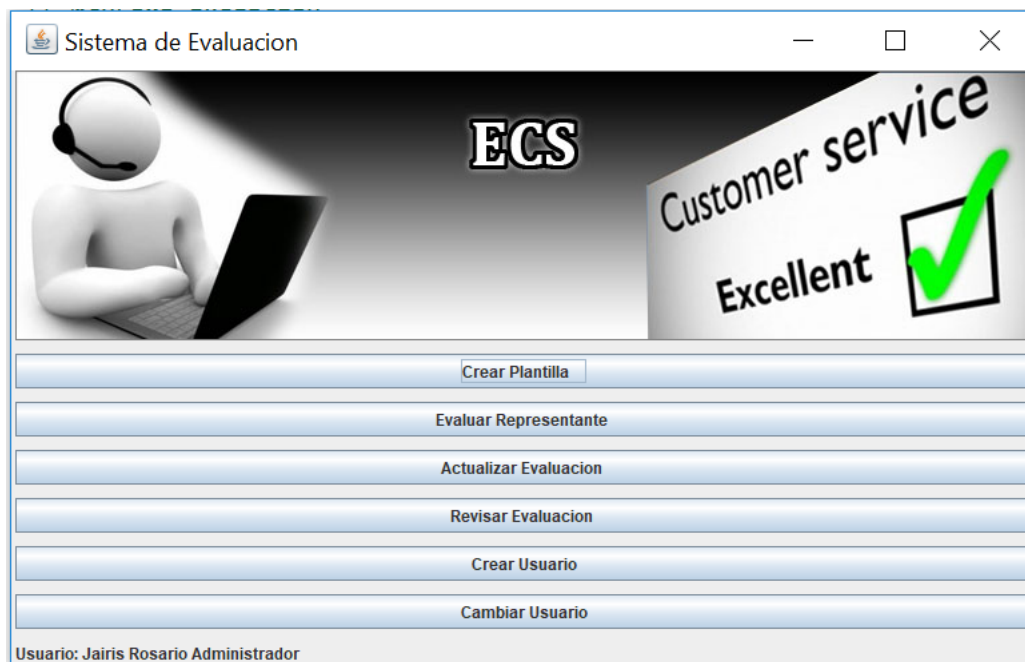 Sistema de Evaluacion
ECS
Customer service
Excellent
Crear Plantilla
Evaluar Representante
Actualizar Evaluacion
Revisar Evaluacion
Crear Usuario
Cambiar Usuario
Usuario: Jairis Rosario Administrador